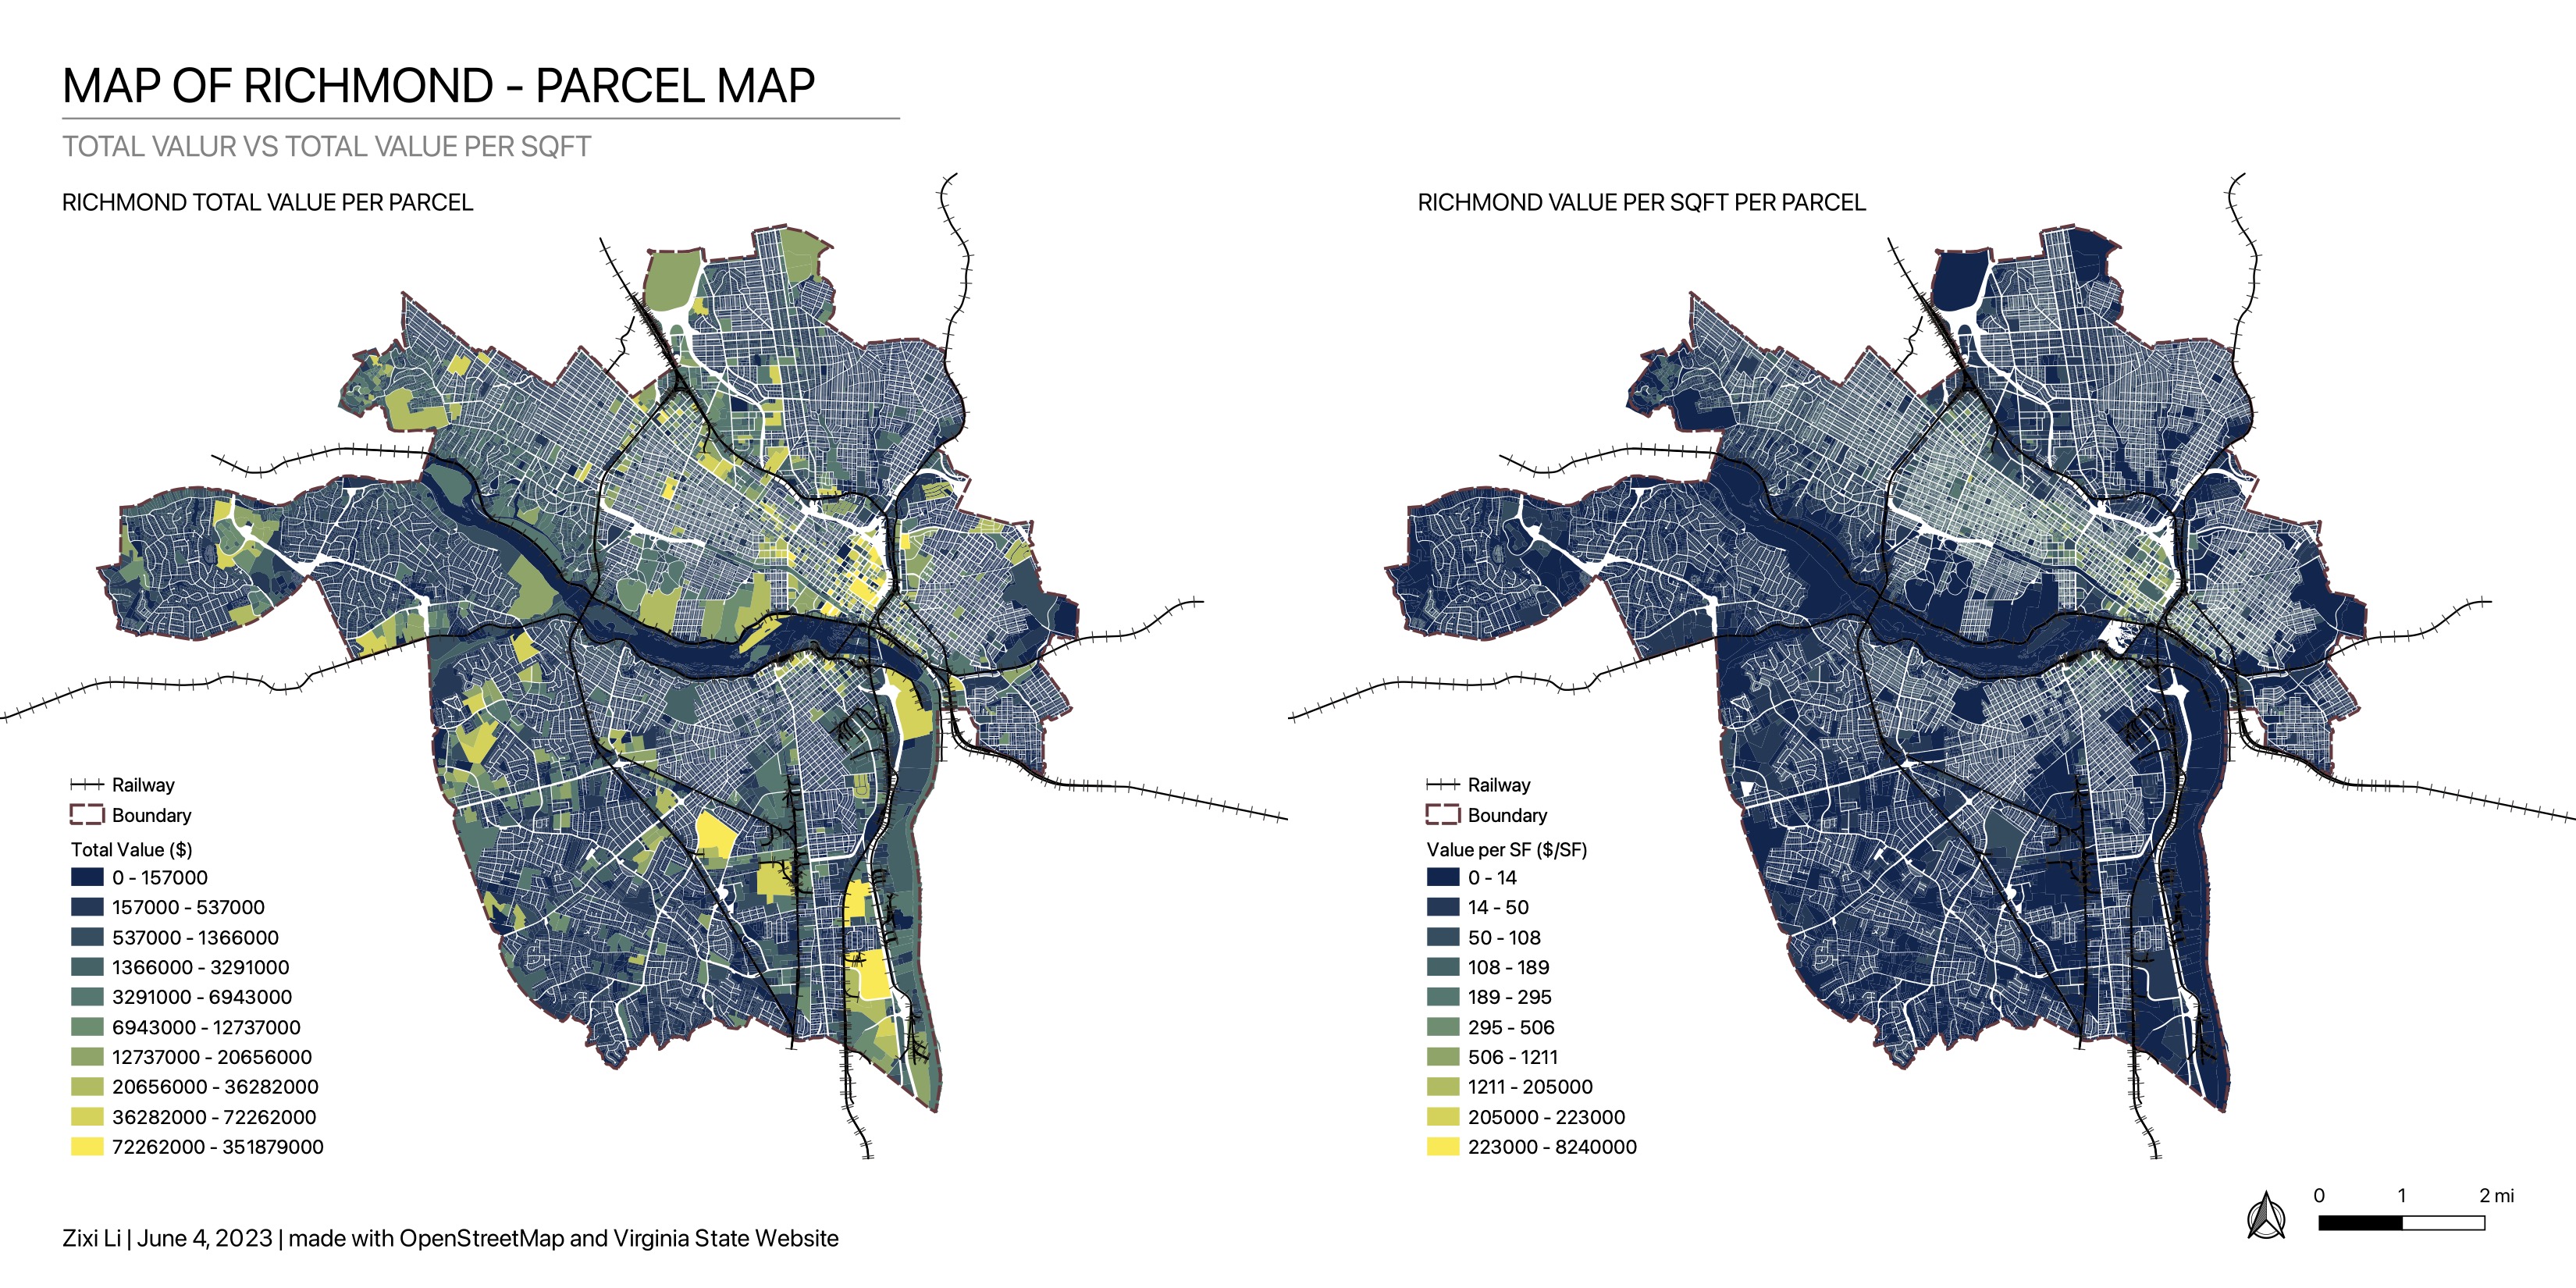 MAP OF RICHMOND - PARCEL MAP
TOTAL VALUR VS TOTAL VALUE PER SQFT
RICHMOND TOTAL VALUE PER PARCEL
Railway
Boundary
Total Value ($)
0 - 157000
157000 - 537000
537000 - 1366000
1366000 - 3291000
3291000 - 6943000
6943000 - 12737000
12737000 - 20656000
20656000 - 36282000
36282000 - 72262000
72262000 - 351879000
RICHMOND VALUE PER SQFT PER PARCEL
Railway
Boundary
Value per SF ($/SF)
0 - 14
14 - 50
50 - 108
108 - 189
189 - 295
295 - 506
506 - 1211
1211 - 205000
205000 - 223000
223000 - 8240000
0 1 2 mi
Zixi Li | June 4, 2023 | made with OpenStreetMap and Virginia State Website